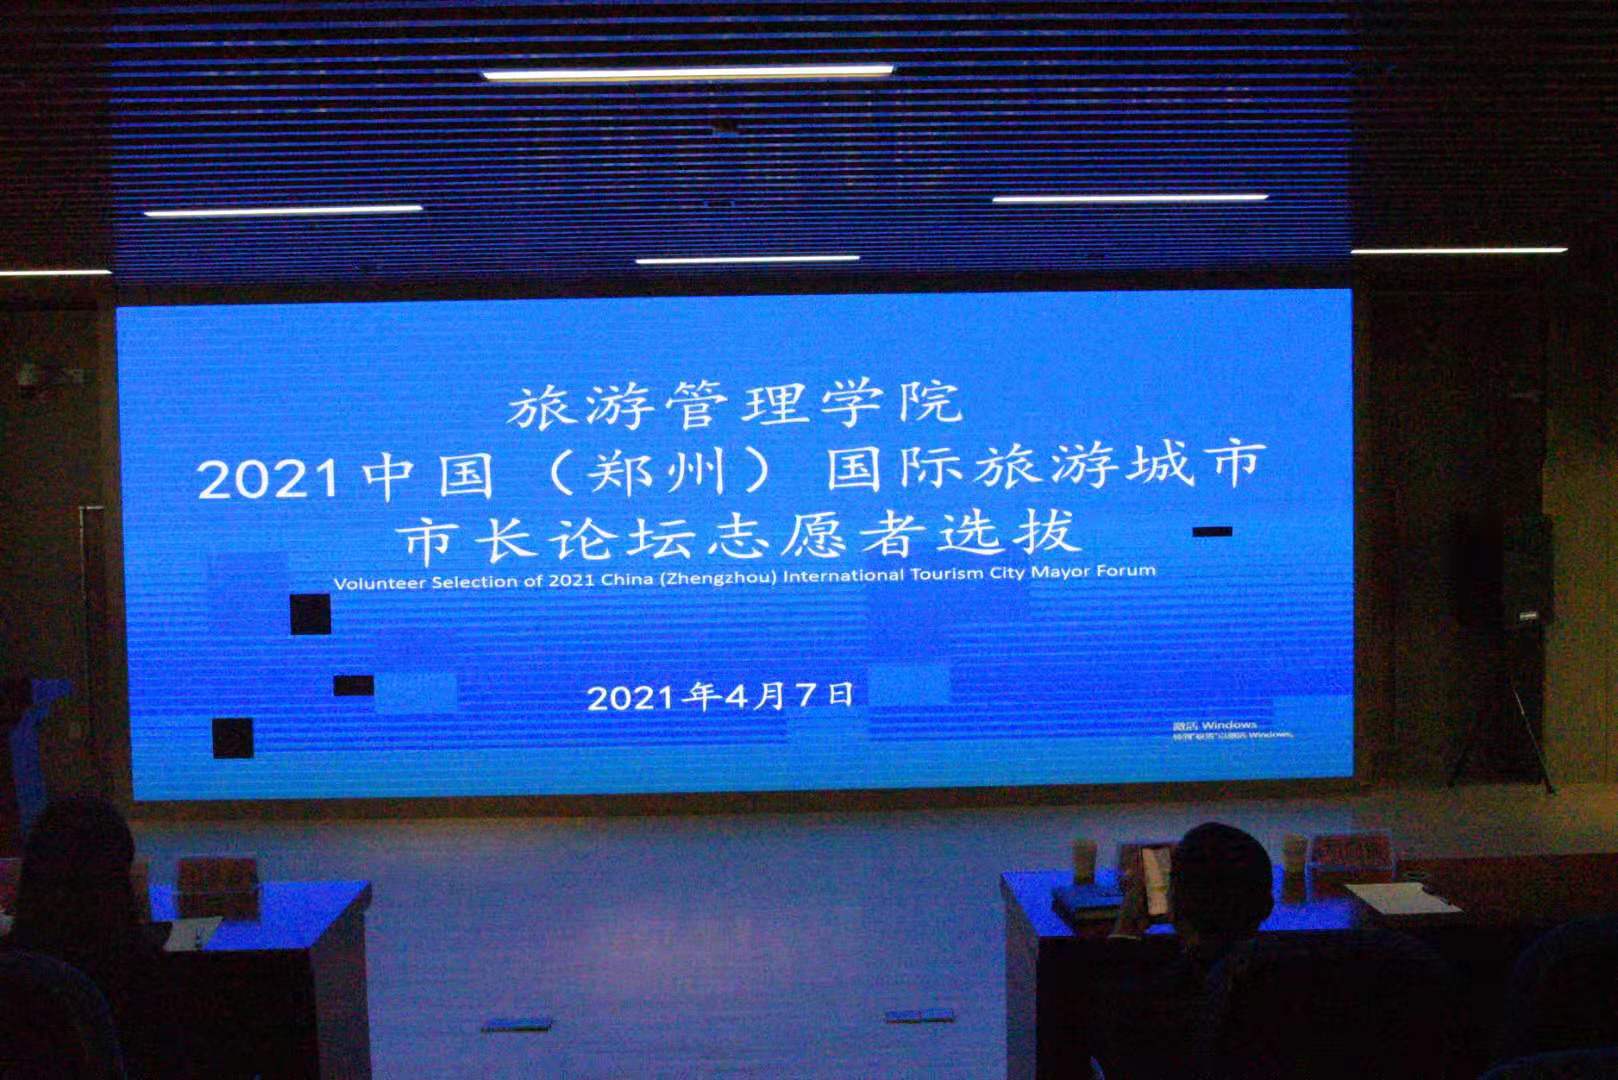 旅游管理学院
2021中国（郑州）国际旅游城市
市长论坛志愿者选拔
Volunteer Selection of 2021 China (Zhengzhou) International Tourism City Mayor Forum
2021年4月7日
激活 Windows